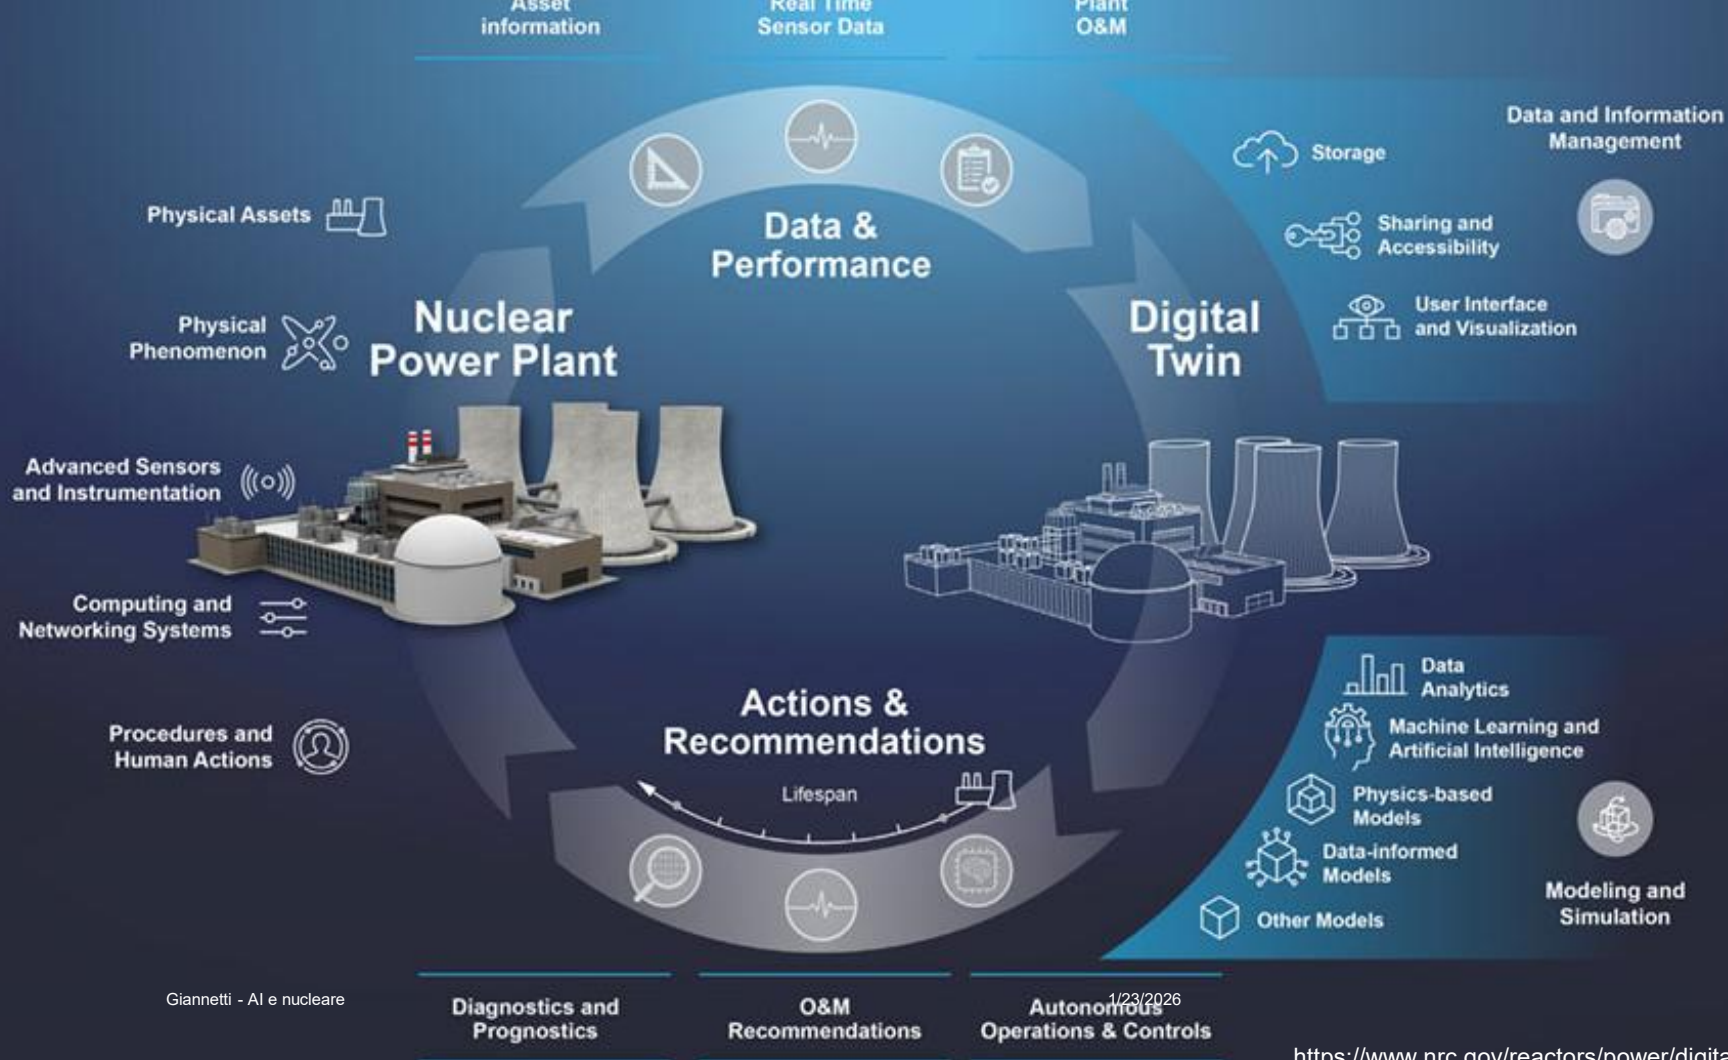 Asset
information
Real Time
Sensor Data
Plant
O&M
Data and Information
Management
Storage
Physical Assets
Sharing and
Accessibility
Data &
Performance
User Interface
and Visualization
Physical
Phenomenon
Nuclear
Power Plant
Digital
Twin
Advanced Sensors
and Instrumentation
Computing and
Networking Systems
Data
Analytics
Actions &
Recommendations
Machine Learning and
Artificial Intelligence
Procedures and
Human Actions
Lifespan
Physics-based
Models
Data-informed
Models
Modeling and
Simulation
Other Models
Giannetti - AI e nucleare
1/23/2026
Diagnostics and
Prognostics
O&M
Recommendations
Autonomous
Operations & Controls
https://www.nrc.gov/reactors/power/digita